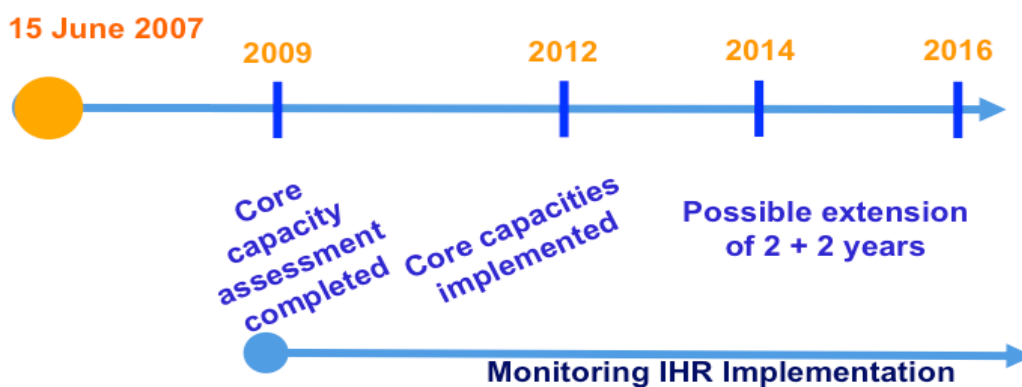 15 June 2007
2009
2012
2014
2016
Core
capacity
assessment
completed
Core capacities
implemented
Possible extension
of 2 + 2 years
Monitoring IHR Implementation